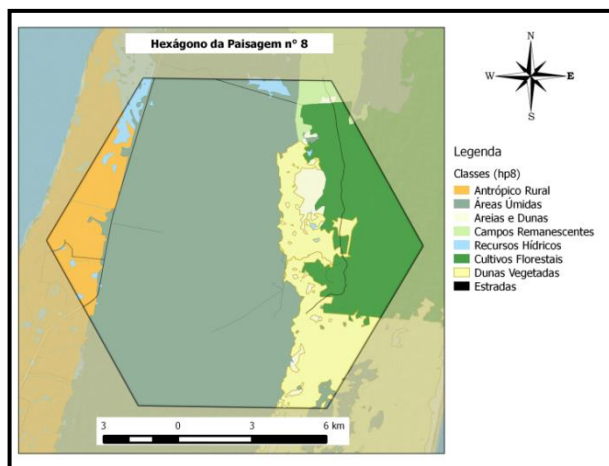 Hexágono da Paisagem n° 8
N
W
E
S
Legenda
Classes (hp8)
Antrópico Rural
Áreas Úmidas
Areias e Dunas
Campos Remanescentes
Recursos Hídricos
Cultivos Florestais
Dunas Vegetadas
Estradas
3 0 3 6 km